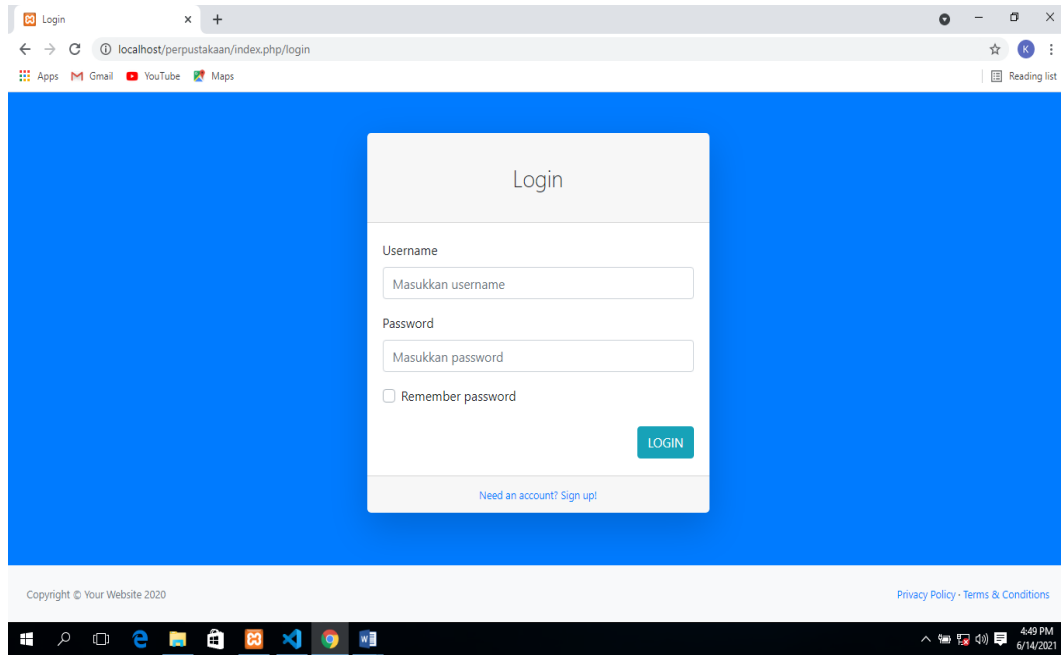 Login
localhost/perpustakaan/index.php/login
K
Apps Gmail YouTube Maps Reading list
Login
Username
Masukkan username
Password
Masukkan password
Remember password
LOGIN
Need an account? Sign up!
Copyright © Your Website 2020 Privacy Policy · Terms & Conditions
4:49 PM
6/14/2021